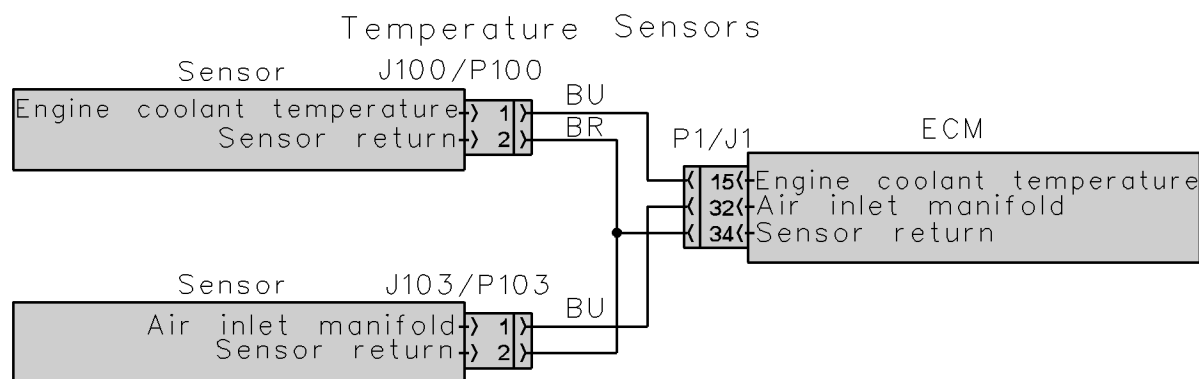 Temperature Sensors
Sensor J100/P100
Engine coolant temperature 1 BU
Sensor return 2 BR
P1/J1 ECM
15 Engine coolant temperature
32 Air inlet manifold
34 Sensor return
Sensor J103/P103
Air inlet manifold 1 BU
Sensor return 2